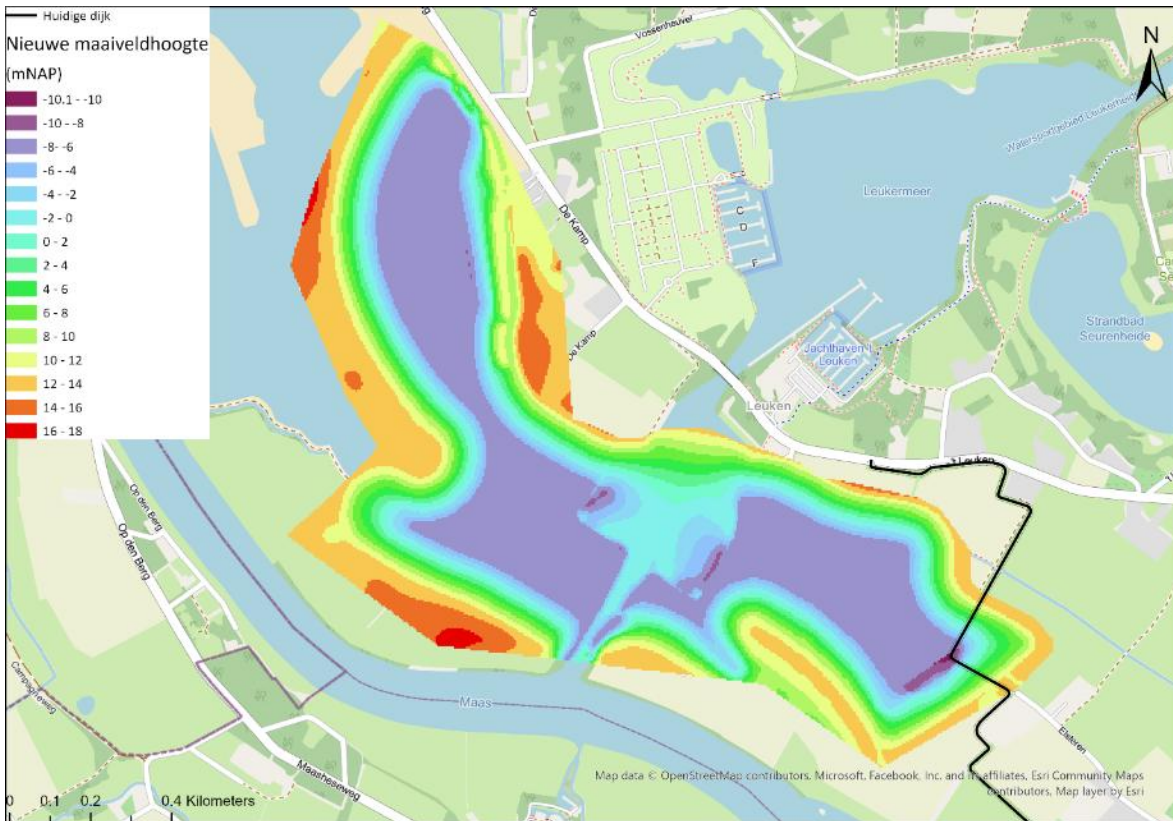 Huidige dijk
Nieuwe maaiveldhoogte
(mNAP)
-10.1 - -10
-10 - -8
-8 - -6
-6 - -4
-4 - -2
-2 - 0
0 - 2
2 - 4
4 - 6
6 - 8
8 - 10
10 - 12
12 - 14
14 - 16
16 - 18
N
Vossenheuvel
Watersportgebied Leukerheide
Leukermeer
De Kamp
C
D
F
De Kamp
Jachthaven 't
Leuken
Strandbad
Seurenheide
Leuken
't Leuken
Op den Berg
Op den Berg
Maas
Maasheseweg
Elsteren
Map data © OpenStreetMap contributors, Microsoft, Facebook, Inc. and its affiliates, Esri Community Maps
contributors, Map layer by Esri
0 0.1 0.2 0.4 Kilometers